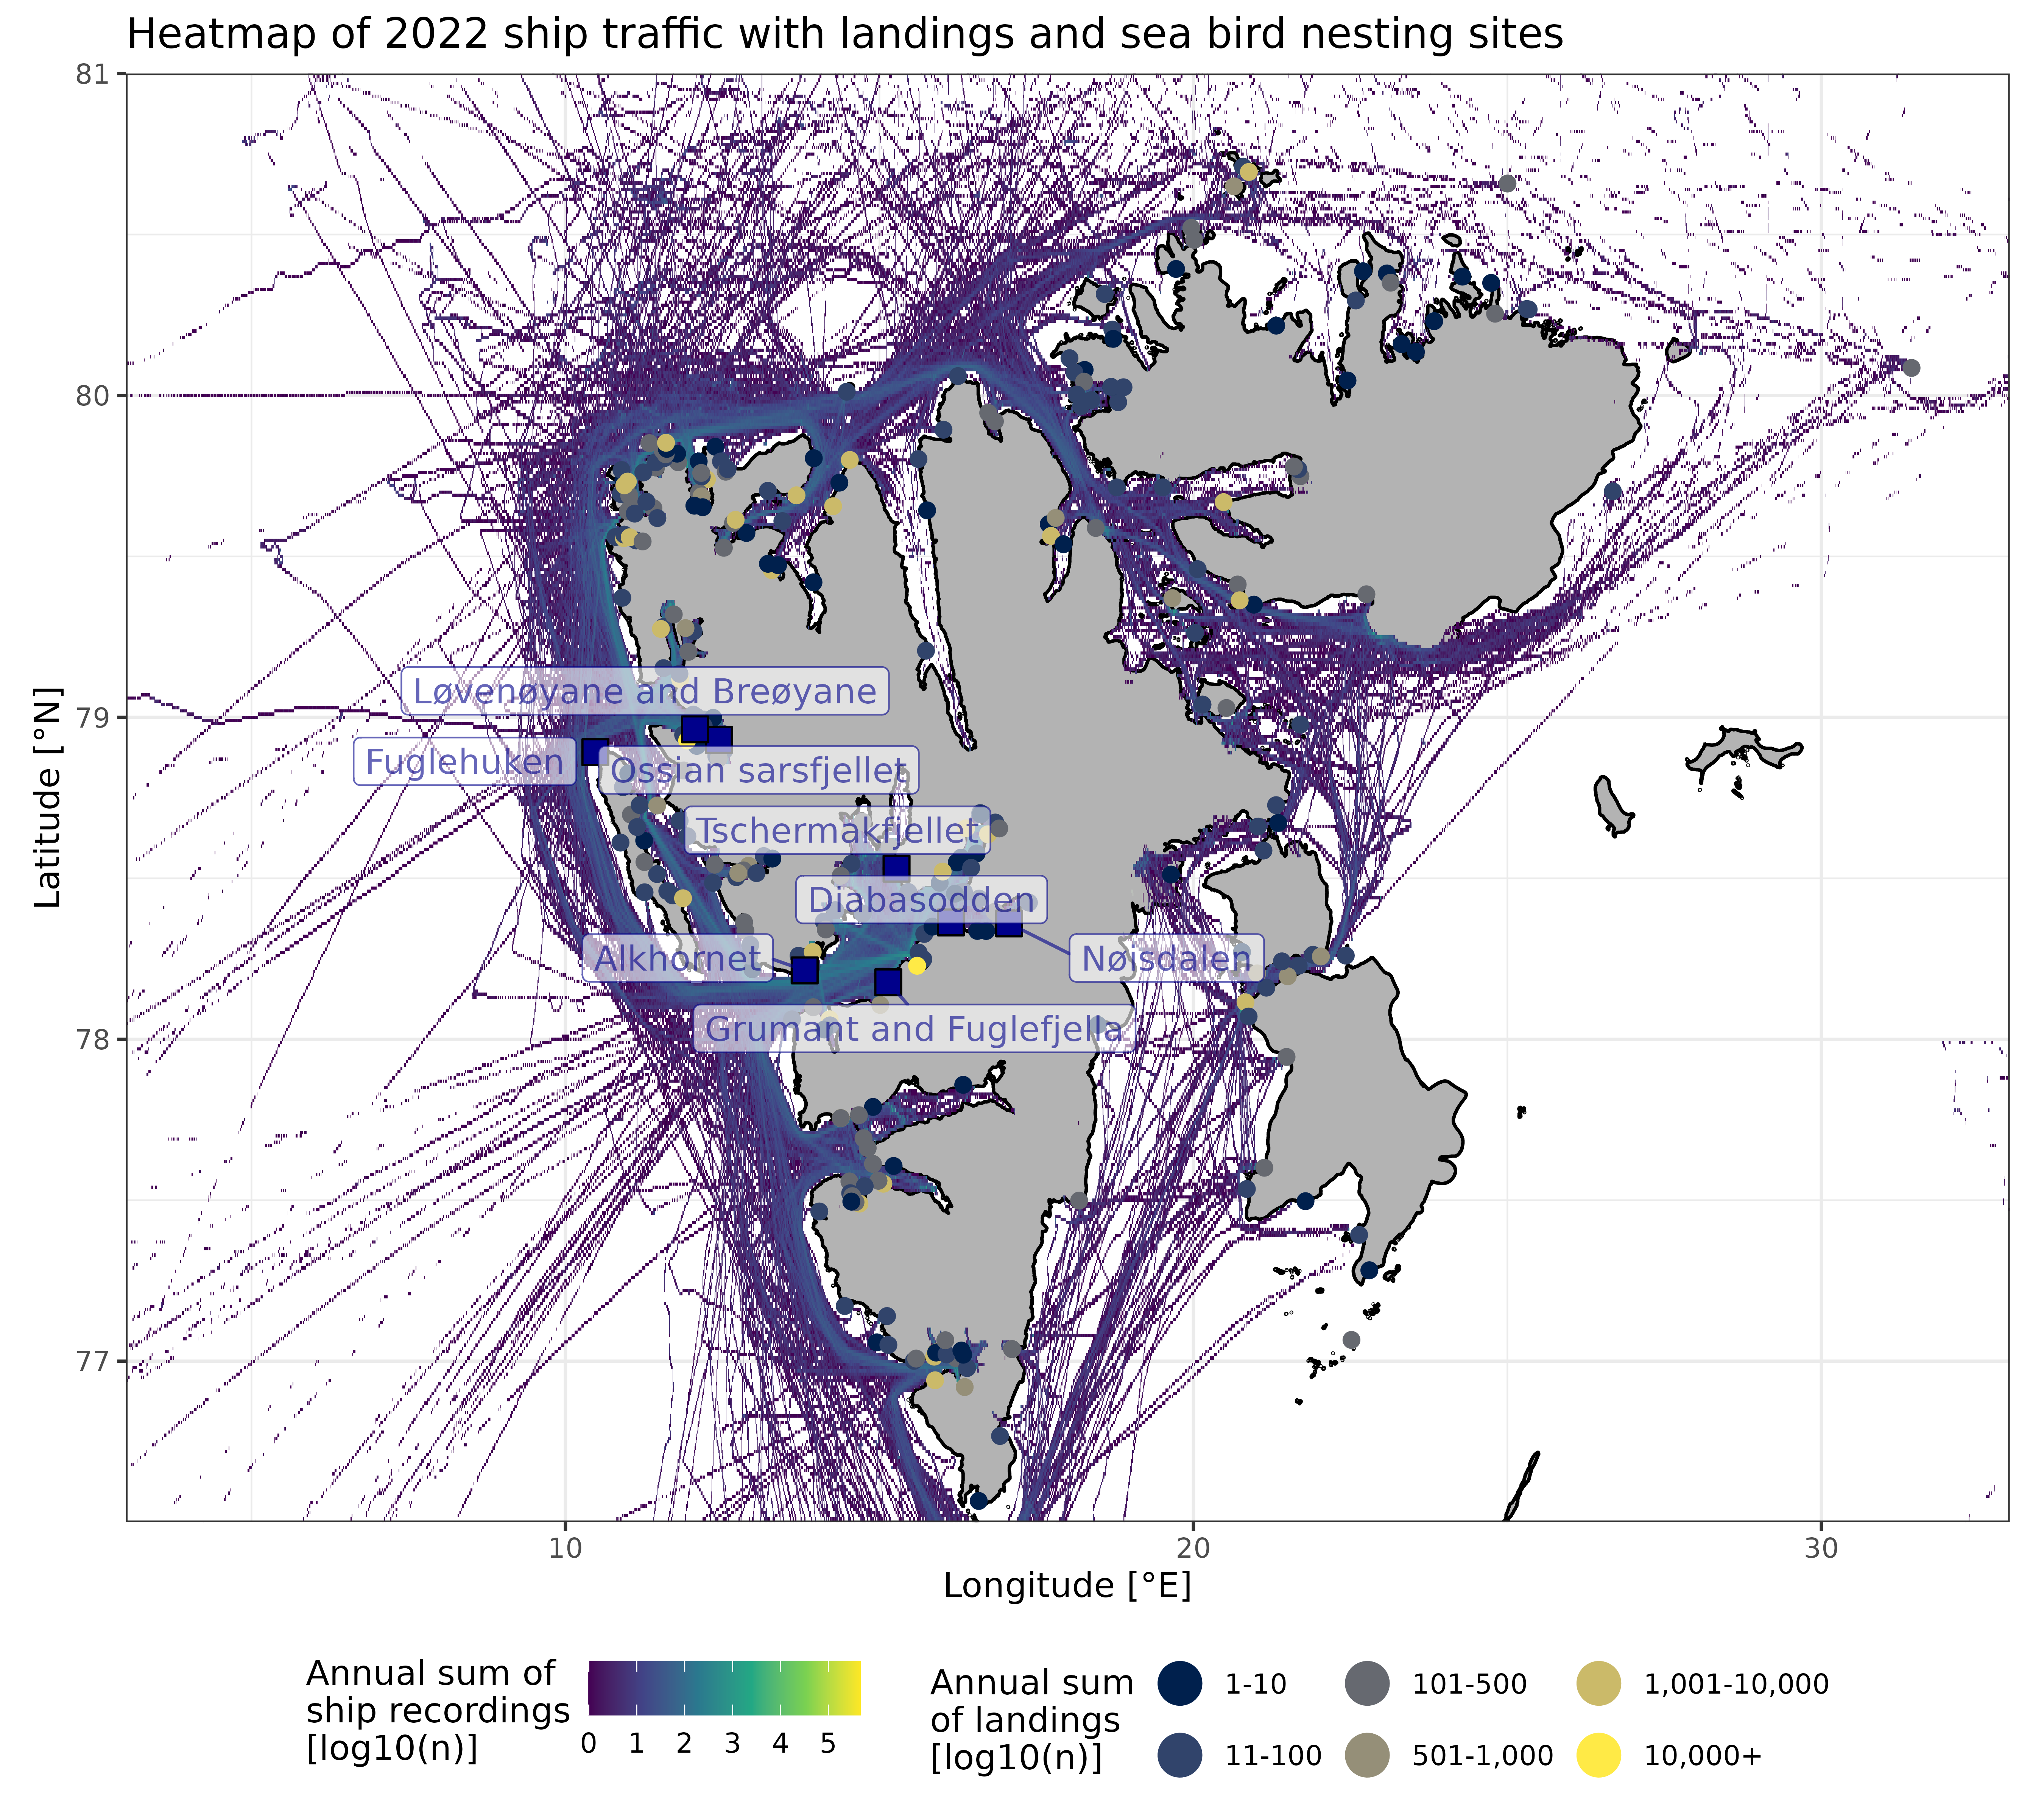 Heatmap of 2022 ship traffic with landings and sea bird nesting sites
81
80
79
78
77
Latitude [°N]
Løvenøyane and Breøyane
Fuglehuken
Ossian sarsfjellet
Tschermakfjellet
Diabasodden
Alkhornet
Nøisdalen
Grumant and Fuglefjella
10
20
30
Longitude [°E]
Annual sum of
ship recordings
[log10(n)]
0 1 2 3 4 5
Annual sum
of landings
[log10(n)]
1-10
11-100
101-500
501-1,000
1,001-10,000
10,000+